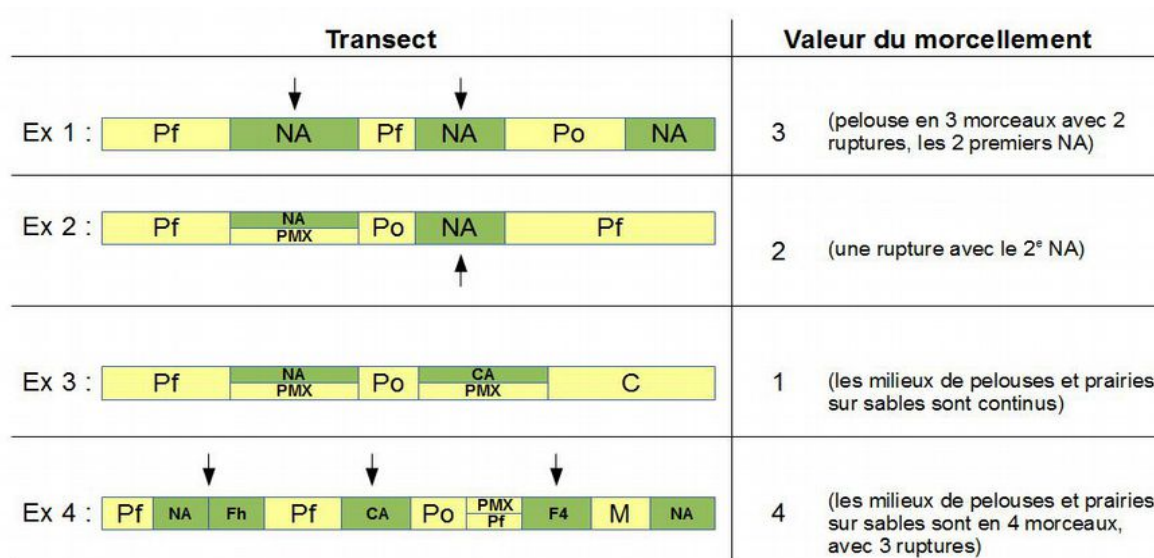 Transect Valeur du morcellement
Ex 1 : Pf NA Pf NA Po NA 3 (pelouse en 3 morceaux avec 2
ruptures, les 2 premiers NA)
Ex 2 : Pf NA Po NA Pf
PMX
2 (une rupture avec le 2ᵉ NA)
Ex 3 : Pf NA Po CA C 1 (les milieux de pelouses et prairies
PMX PMX sur sables sont continus)
Ex 4 : Pf NA Fh Pf CA Po PMX F4 M NA 4 (les milieux de pelouses et prairies
Pf sur sables sont en 4 morceaux,
avec 3 ruptures)